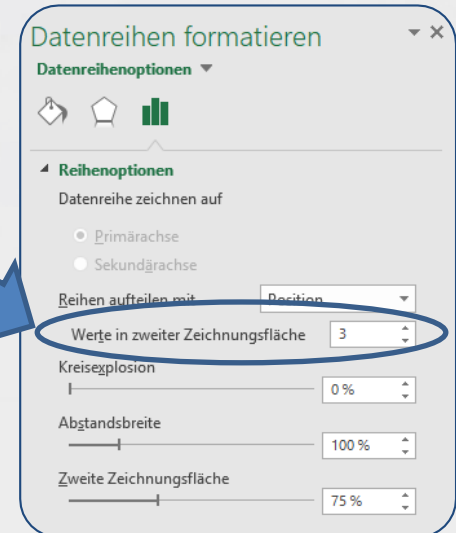 Datenreihen formatieren
Datenreihenoptionen
Reihenoptionen
Datenreihe zeichnen auf
Primärachse
Sekundärachse
Reihen aufteilen mit Position
Werte in zweiter Zeichnungsfläche 3
Kreisexplosion
0 %
Abstandsbreite
100 %
Zweite Zeichnungsfläche
75 %